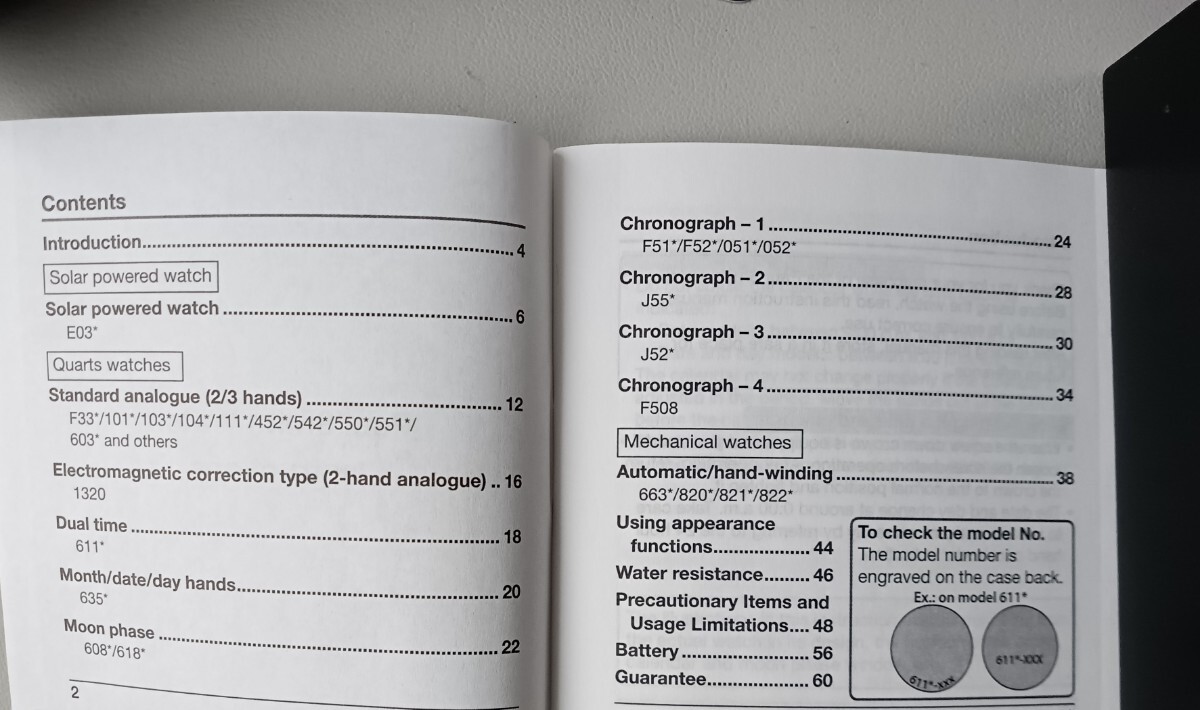 Contents
Introduction.......... 4
Solar powered watch
Solar powered watch .......... 6
E03*
Quarts watches
Standard analogue (2/3 hands) .......... 12
F33*/101*/103*/104*/111*/452*/542*/550*/551*/
603* and others
Electromagnetic correction type (2-hand analogue) .. 16
1320
Dual time .......... 18
611*
Month/date/day hands.......... 20
635*
Moon phase .......... 22
608*/618*
2
Chronograph – 1 .......... 24
F51*/F52*/051*/052*
Chronograph – 2 .......... 28
J55*
Chronograph – 3 .......... 30
J52*
Chronograph – 4 .......... 34
F508
Mechanical watches
Automatic/hand-winding .......... 38
663*/820*/821*/822*
Using appearance
functions.......... 44
Water resistance......... 46
Precautionary Items and
Usage Limitations.... 48
Battery .......... 56
Guarantee.......... 60
To check the model No.
The model number is
engraved on the case back.
Ex.: on model 611*
611*-XXX
611*-XXX